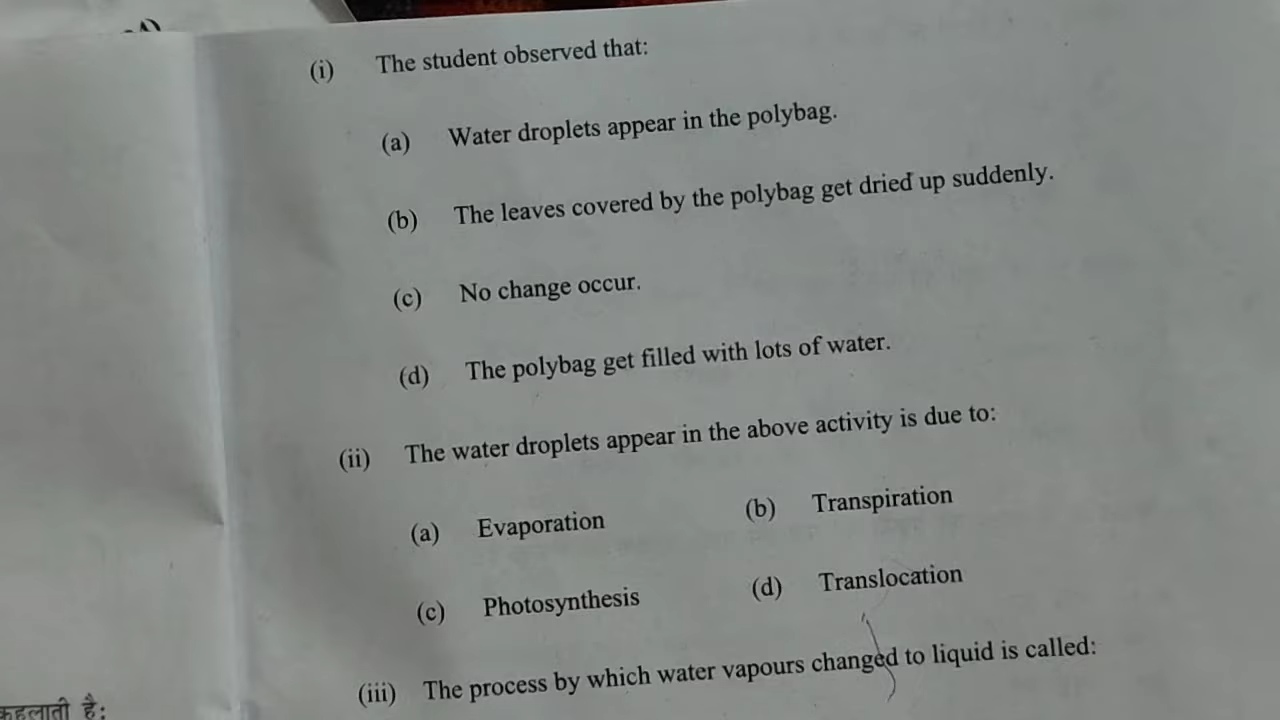 (i) The student observed that:
(a) Water droplets appear in the polybag.
(b) The leaves covered by the polybag get dried up suddenly.
(c) No change occur.
(d) The polybag get filled with lots of water.
(ii) The water droplets appear in the above activity is due to:
(a) Evaporation (b) Transpiration
(c) Photosynthesis (d) Translocation
(iii) The process by which water vapours changed to liquid is called:
कहलाती है: